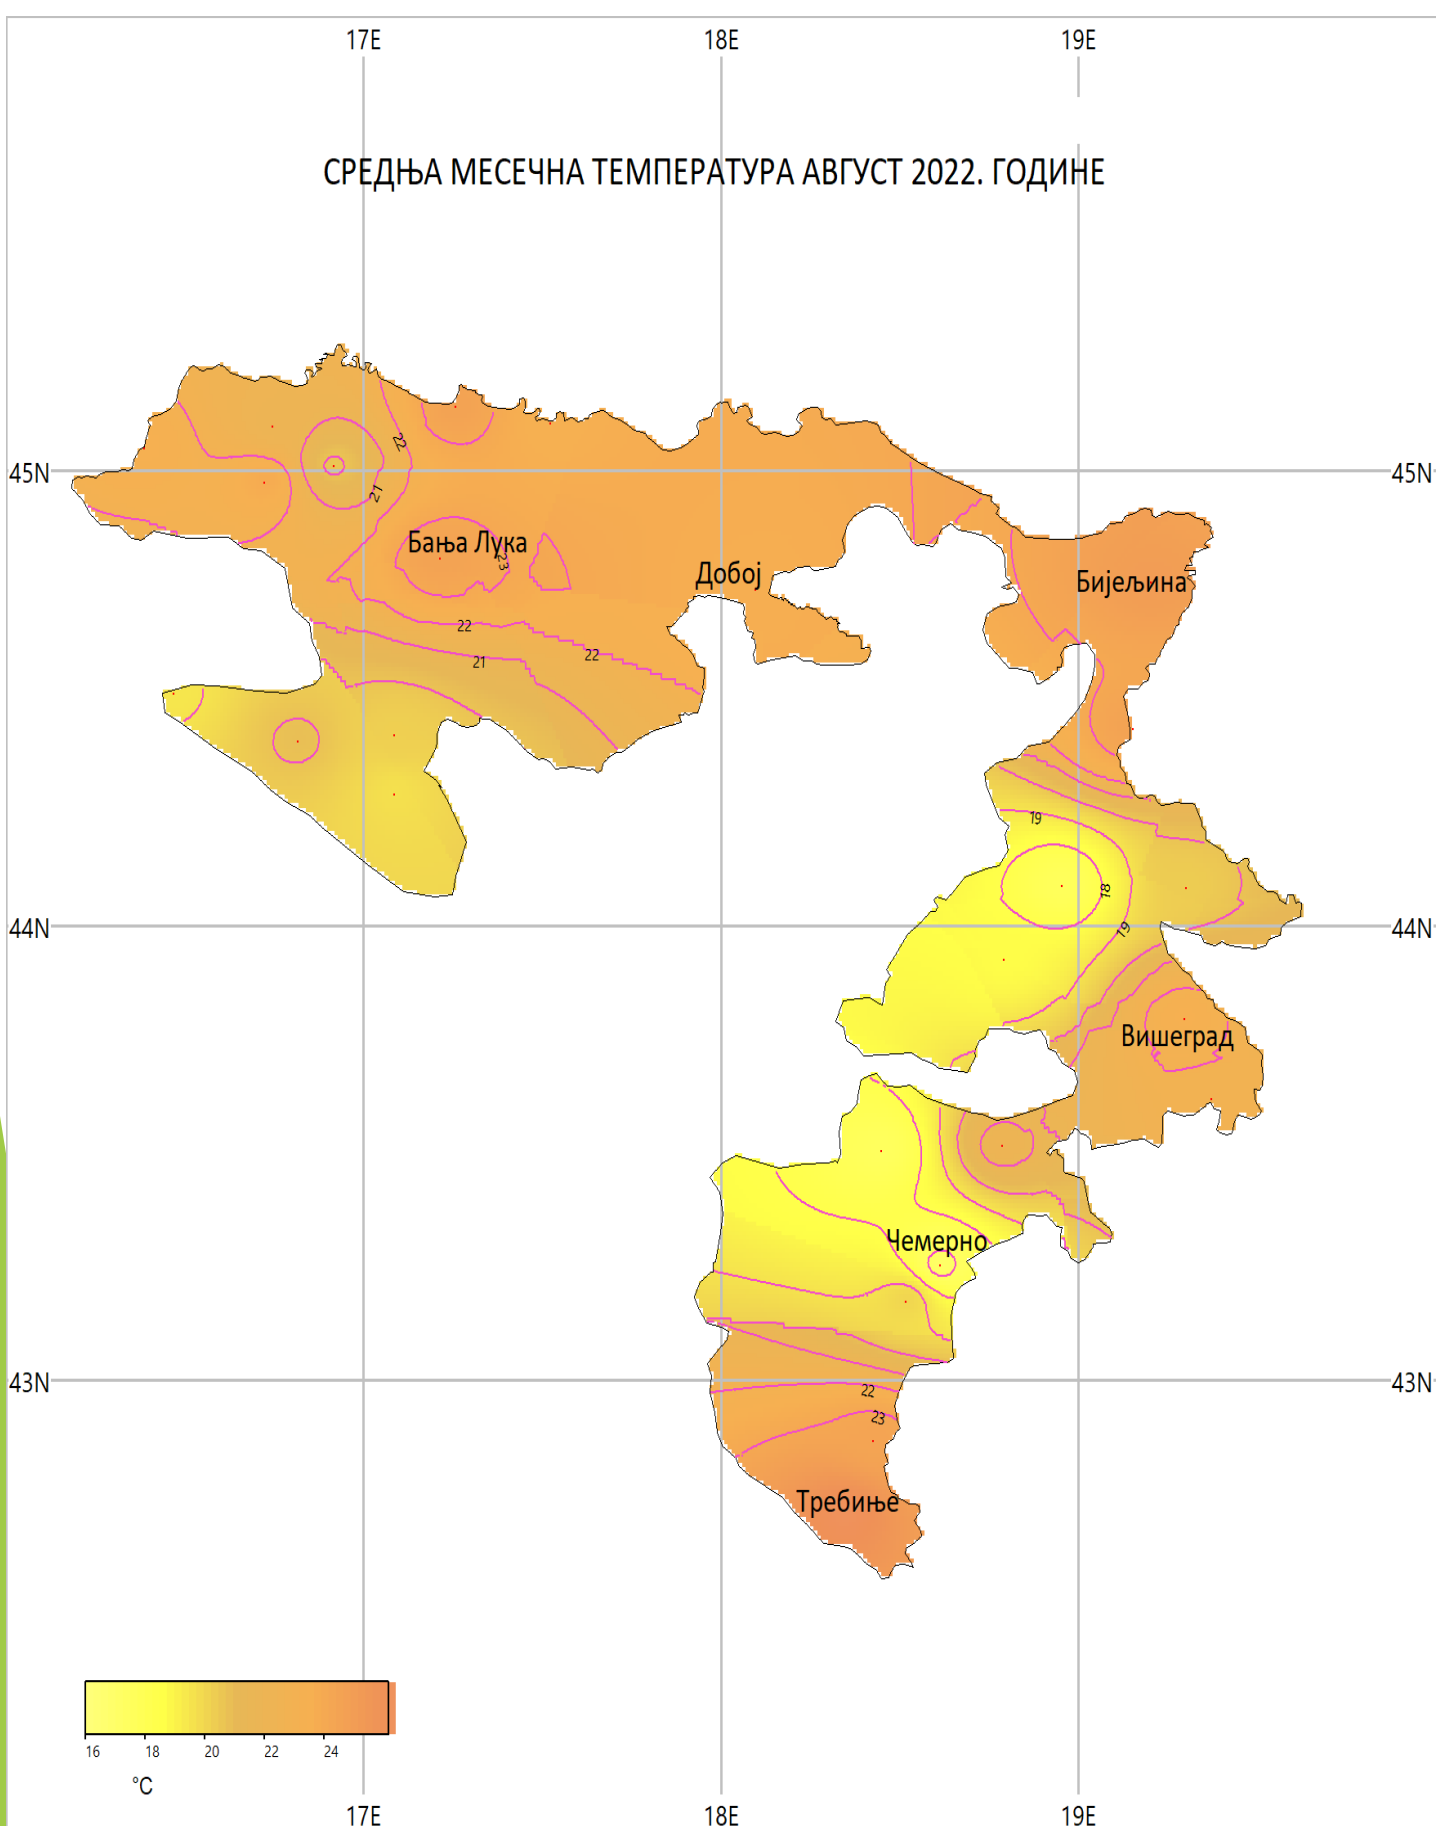 17E 18E 19E
СРЕДЊА МЕСЕЧНА ТЕМПЕРАТУРА АВГУСТ 2022. ГОДИНЕ
22
45N 45N
21
Бања Лука
23
Добој
Бијељина
22
22
21
19
18
44N 44N
19
Вишеград
Чемерно
43N 43N
22
23
Требиње
16 18 20 22 24
°C
17E 18E 19E